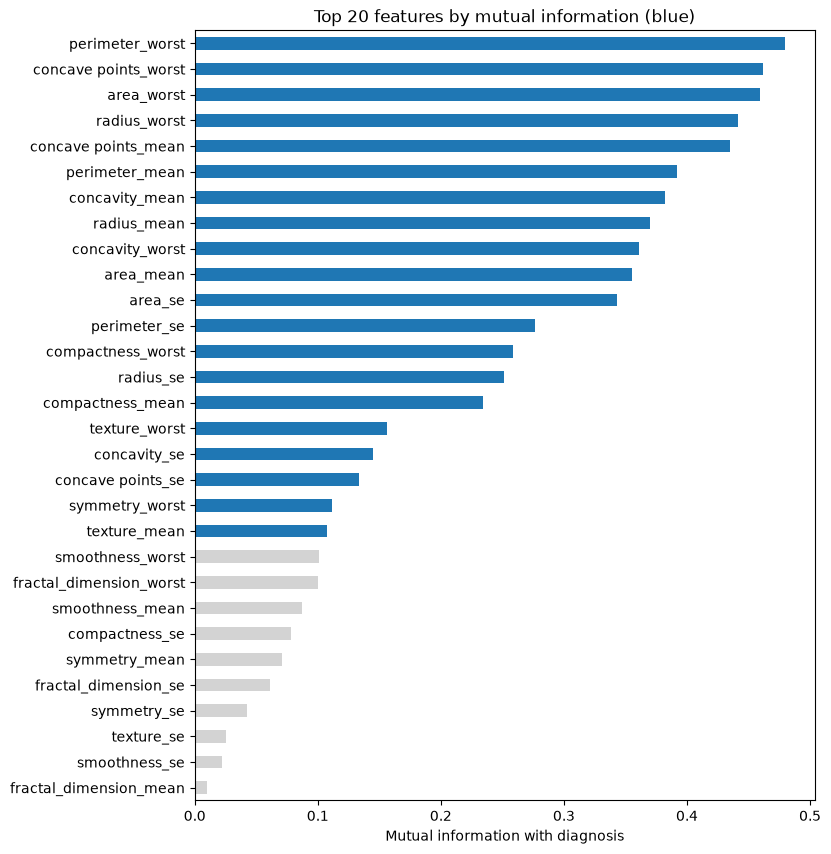 Top 20 features by mutual information (blue)
perimeter_worst
concave points_worst
area_worst
radius_worst
concave points_mean
perimeter_mean
concavity_mean
radius_mean
concavity_worst
area_mean
area_se
perimeter_se
compactness_worst
radius_se
compactness_mean
texture_worst
concavity_se
concave points_se
symmetry_worst
texture_mean
smoothness_worst
fractal_dimension_worst
smoothness_mean
compactness_se
symmetry_mean
fractal_dimension_se
symmetry_se
texture_se
smoothness_se
fractal_dimension_mean
0.0 0.1 0.2 0.3 0.4 0.5
Mutual information with diagnosis